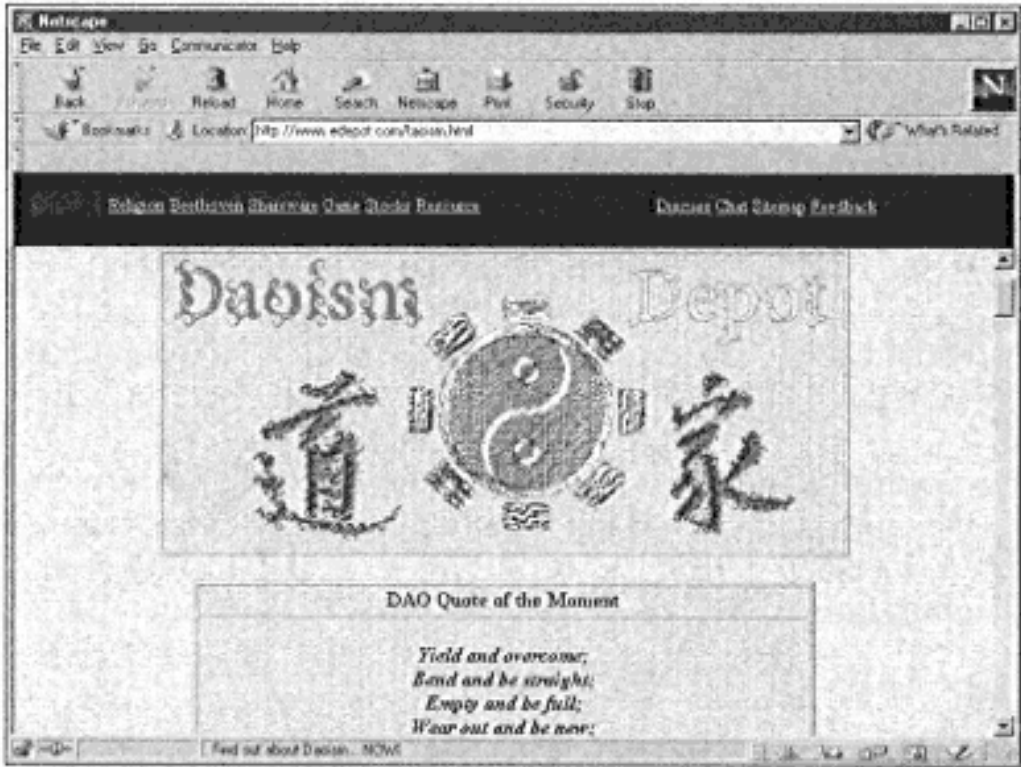 Netscape
File Edit View Go Communicator Help
Back Forward Reload Home Search Netscape Print Security Stop
N
Bookmarks Location: http://www.edepot.com/taoism.html What's Related
Religion Beethoven Shareware Game Stocks Discuss Chat Sitemap Feedback
Daoism Depot
道 家
DAO Quote of the Moment
Yield and overcome;
Bend and be straight;
Empty and be full;
Wear out and be new;
Find out about Daoism... NOW!